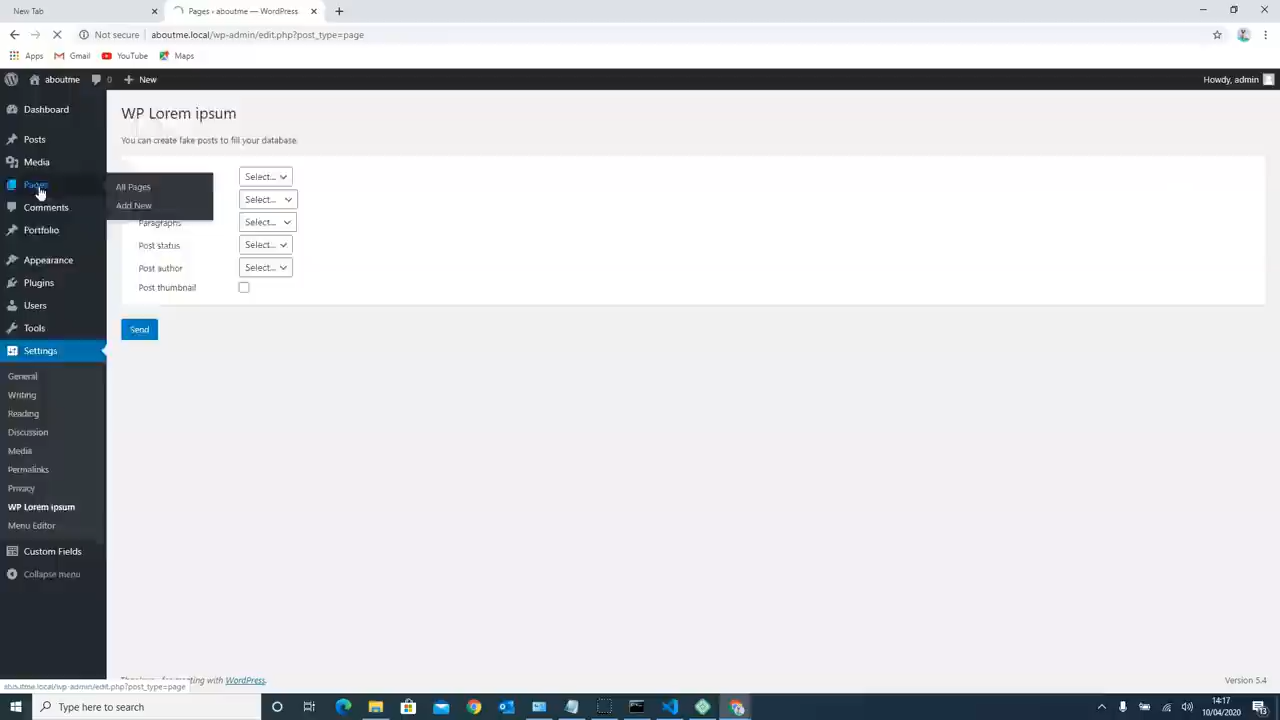 New Tab
Pages › aboutme — WordPress
Not secure
aboutme.local/wp-admin/edit.php?post_type=page
Apps
Gmail
YouTube
Maps
aboutme
0
New
Howdy, admin
Dashboard
Posts
Media
Pages
All Pages
Add New
Comments
Portfolio
Appearance
Plugins
Users
Tools
Settings
General
Writing
Reading
Discussion
Media
Permalinks
Privacy
WP Lorem ipsum
Menu Editor
Custom Fields
Collapse menu
WP Lorem ipsum
You can create fake posts to fill your database.
Select...
Select...
Paragraphs
Select...
Post status
Select...
Post author
Select...
Post thumbnail
Send
with WordPress.
Version 5.4
aboutme.local/wp-admin/edit.php?post_type=page
Type here to search
14:17
10/04/2020
13